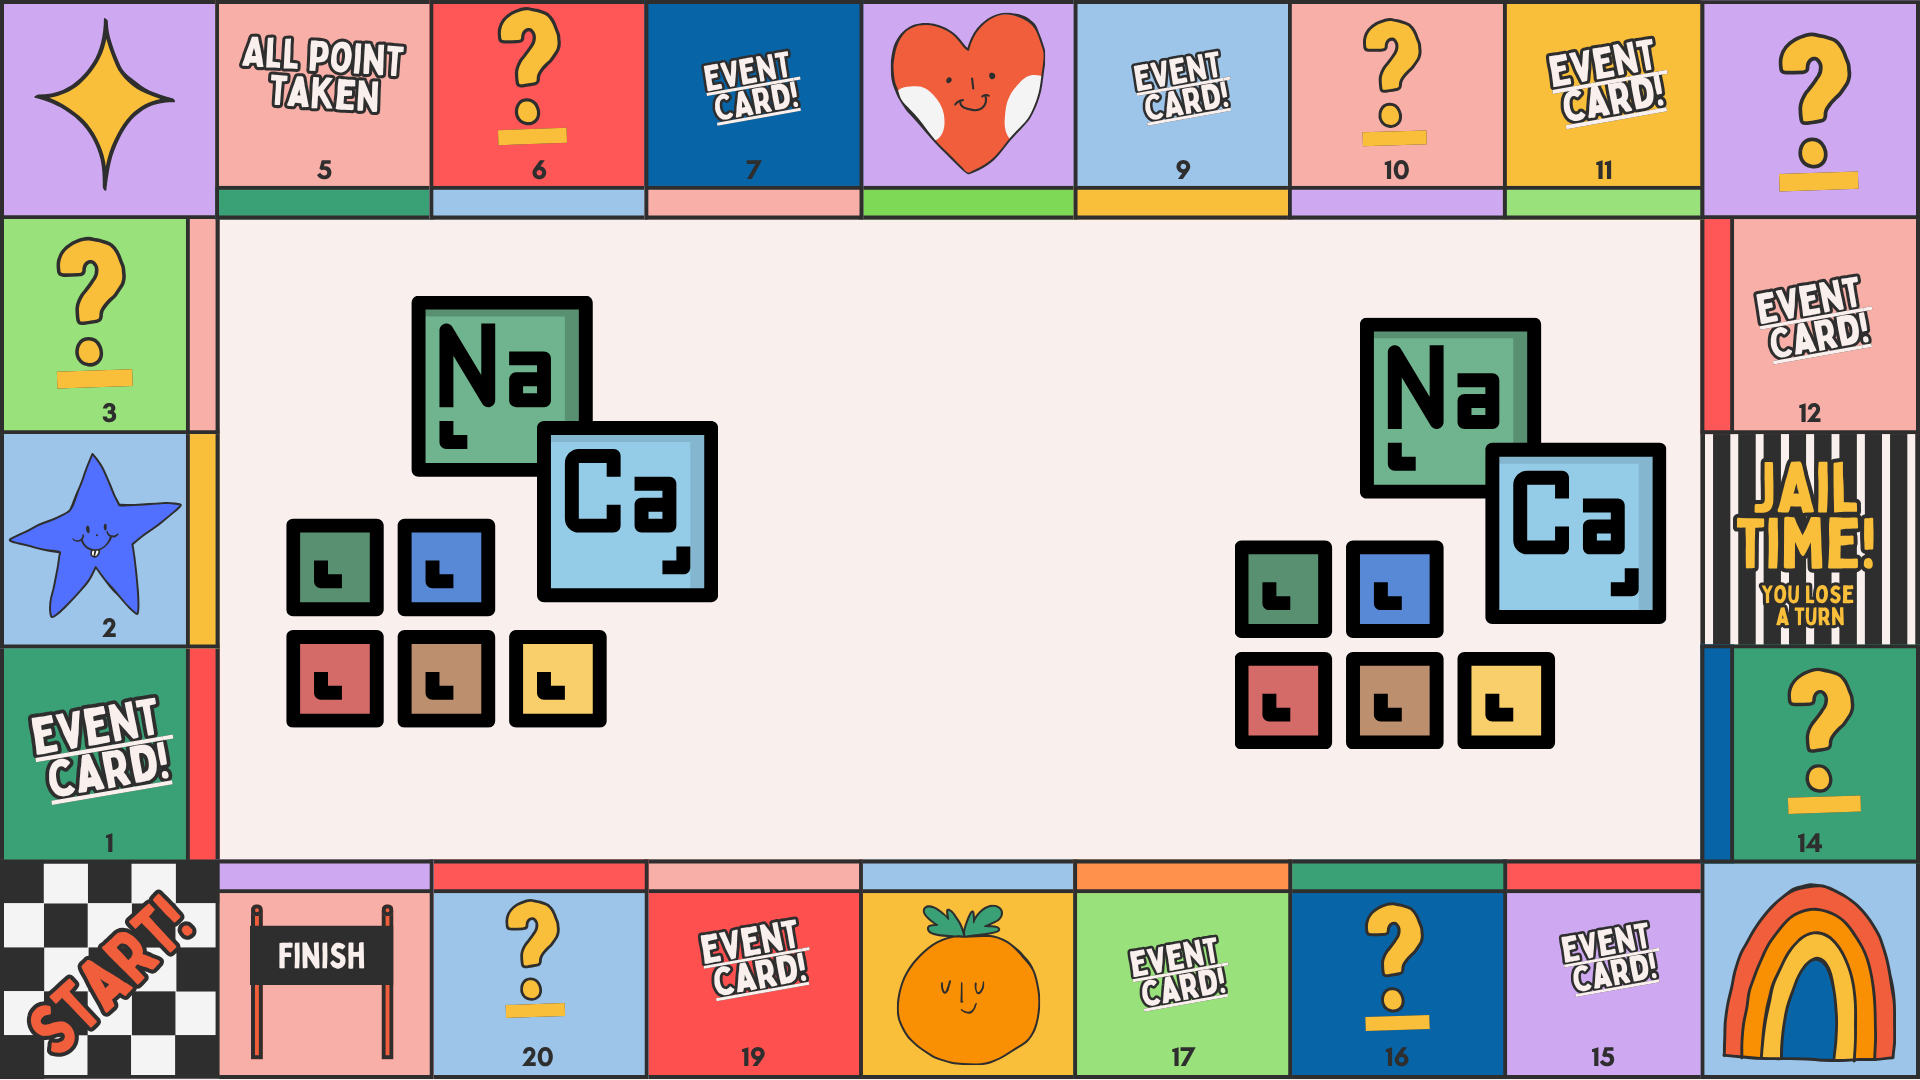 ALL POINT
TAKEN
5
?
6
EVENT
CARD!
7
EVENT
CARD!
9
?
10
EVENT
CARD!
11
?
?
3
2
EVENT
CARD!
1
Na
Ca
Na
Ca
EVENT
CARD!
12
JAIL
TIME!
YOU LOSE
A TURN
?
14
START!
FINISH
?
20
EVENT
CARD!
19
EVENT
CARD!
17
?
16
EVENT
CARD!
15